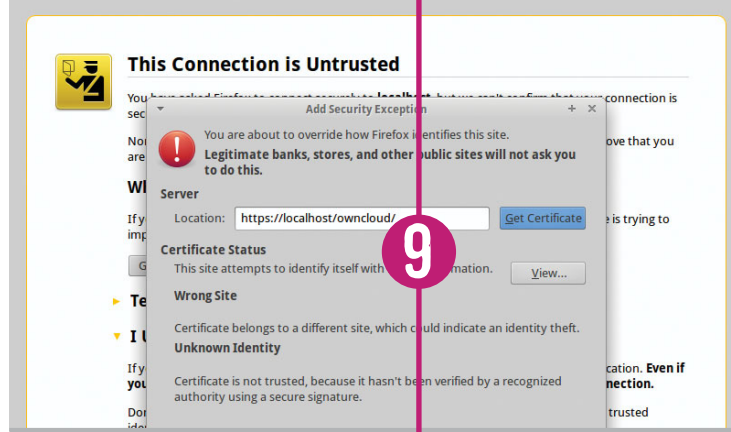 This Connection is Untrusted
You have asked Firefox to connect securely to localhost, but we can't confirm that your connection is
sec
Add Security Exception
You are about to override how Firefox identifies this site.
Nor
ove that you
are
Legitimate banks, stores, and other public sites will not ask you
to do this.
Wh
Server
Location: https://localhost/owncloud/ Get Certificate
If y
e is trying to
imp
9
Certificate Status
This site attempts to identify itself with mation.
G
View...
Wrong Site
Te
Certificate belongs to a different site, which could indicate an identity theft.
I U
Unknown Identity
If y
cation. Even if
you
nection.
Certificate is not trusted, because it hasn't been verified by a recognized
authority using a secure signature.
Don
trusted